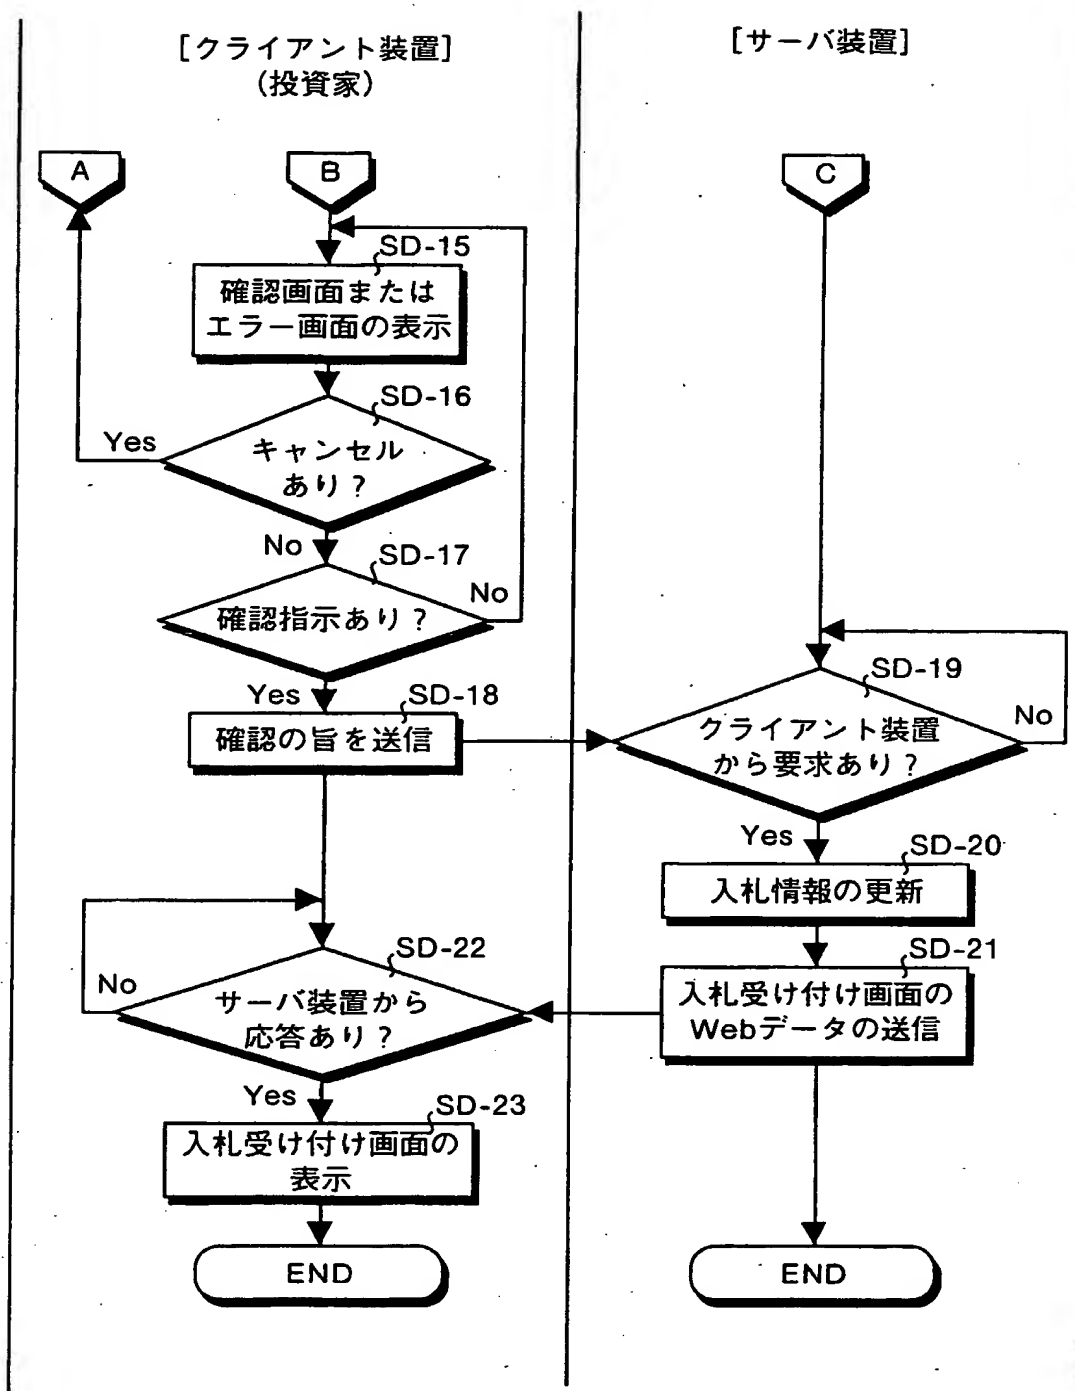 [クライアント装置]
(投資家)
[サーバ装置]
A
B
C
SD-15
確認画面または
エラー画面の表示
SD-16
キャンセル
あり?
Yes
No
SD-17
確認指示あり?
No
Yes
SD-18
確認の旨を送信
SD-19
クライアント装置
から要求あり?
No
Yes
SD-20
入札情報の更新
SD-21
入札受け付け画面の
Webデータの送信
SD-22
サーバ装置から
応答あり?
No
Yes
SD-23
入札受け付け画面の
表示
END
END